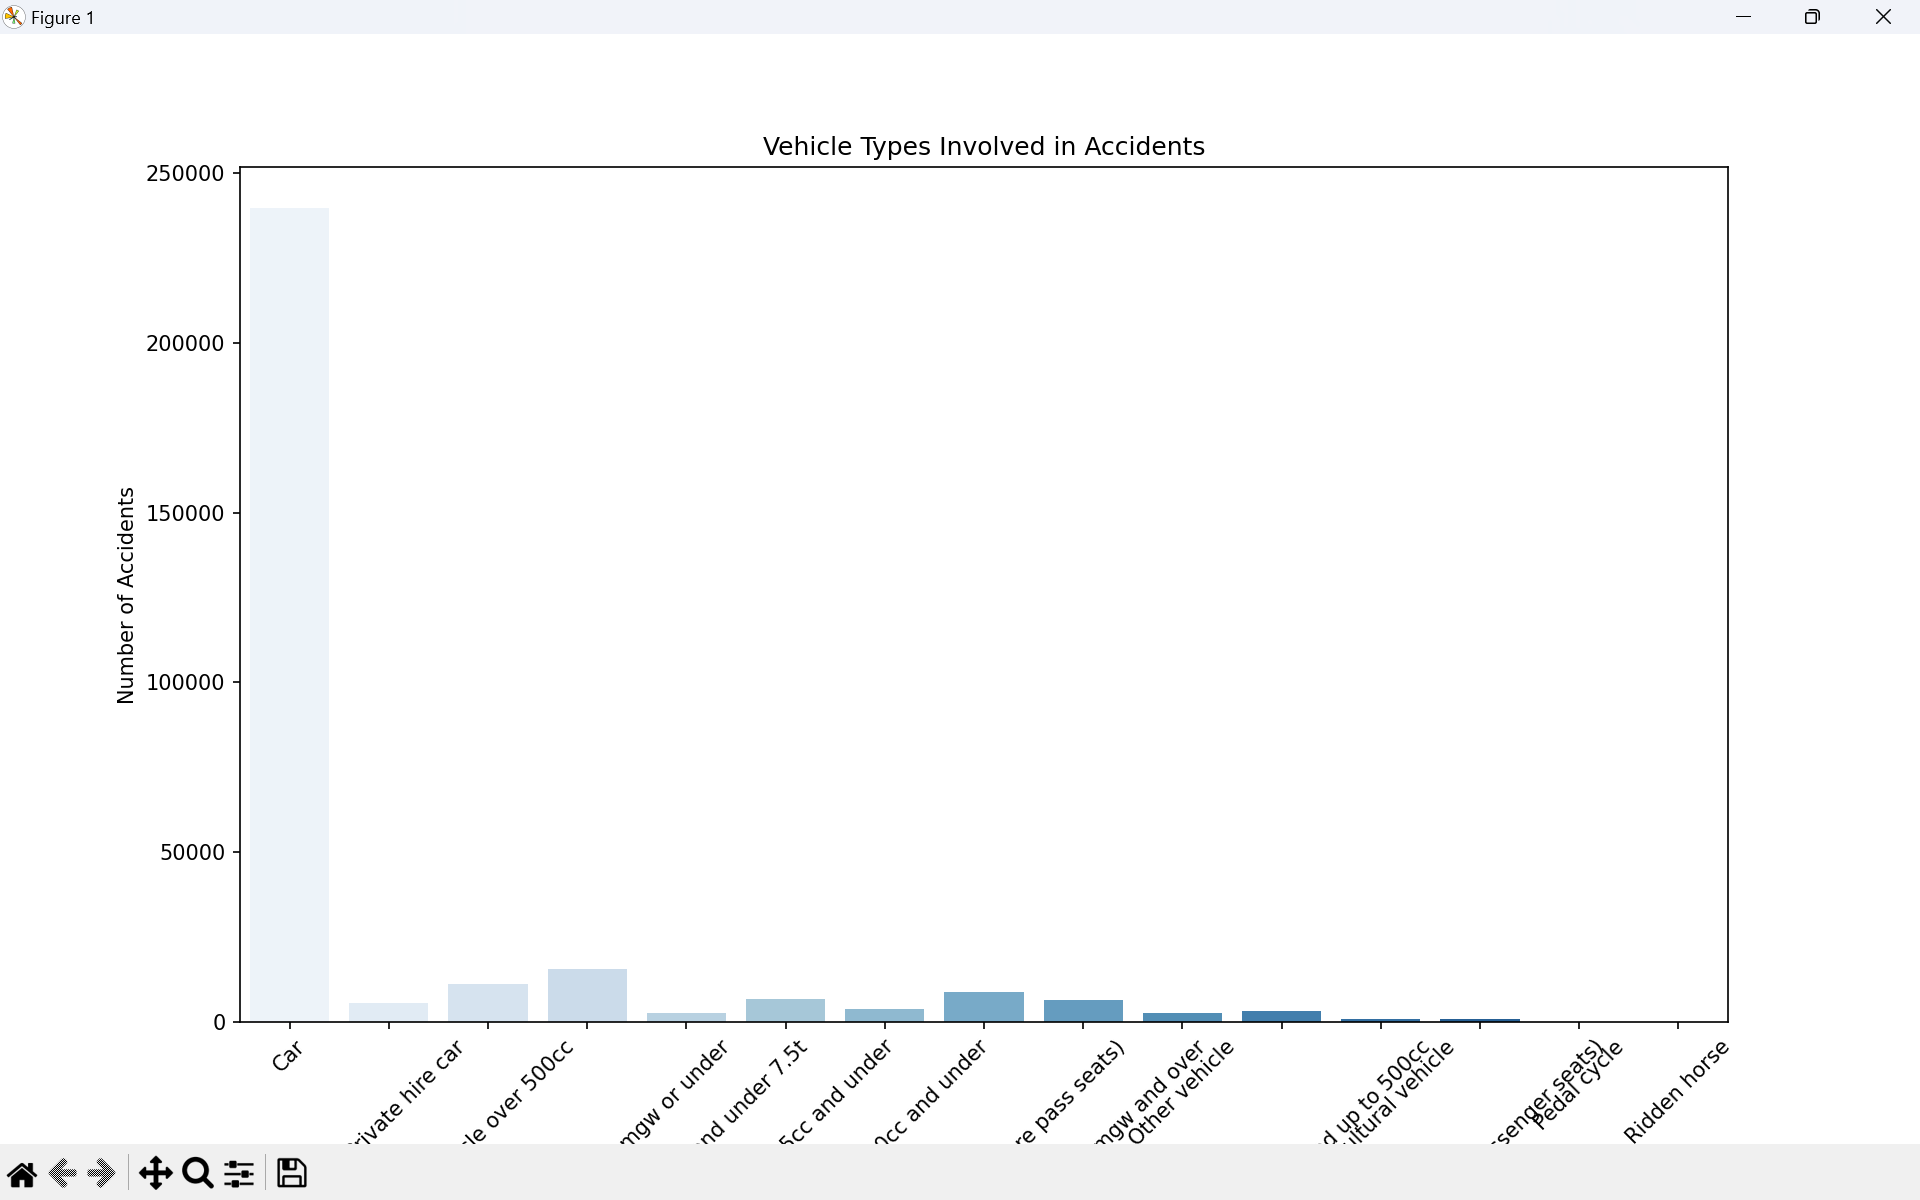 Figure 1
Vehicle Types Involved in Accidents
Number of Accidents
250000
200000
150000
100000
50000
0
Car
rivate hire car
le over 500cc
mgw or under
nd under 7.5t
5cc and under
0cc and under
re pass seats)
mgw and over
Other vehicle
d up to 500cc
ultural vehicle
ssenger seats)
Pedal cycle
Ridden horse